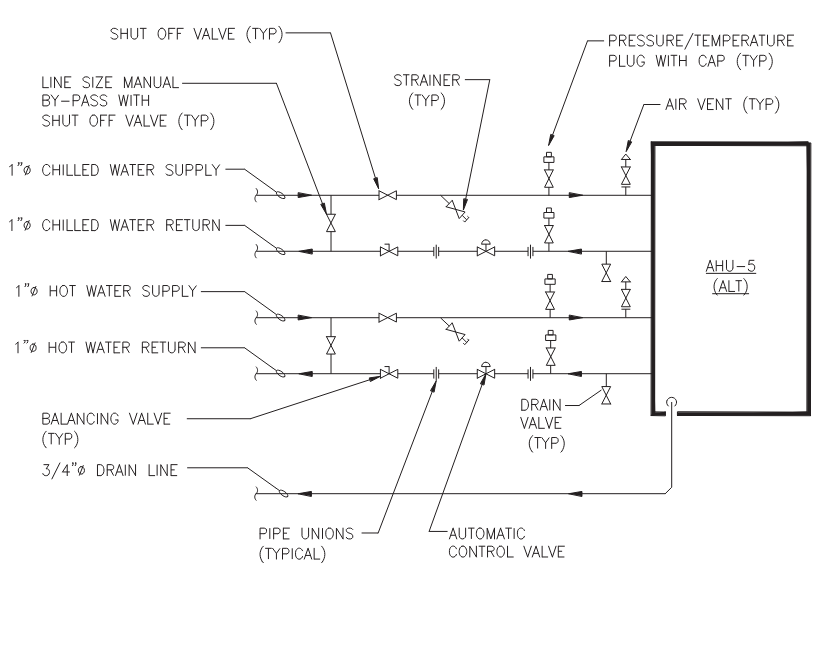 SHUT OFF VALVE (TYP)
PRESSURE/TEMPERATURE
PLUG WITH CAP (TYP)
LINE SIZE MANUAL
BY-PASS WITH
SHUT OFF VALVE (TYP)
STRAINER
(TYP)
AIR VENT (TYP)
1"ø CHILLED WATER SUPPLY
1"ø CHILLED WATER RETURN
AHU-5
(ALT)
1"ø HOT WATER SUPPLY
1"ø HOT WATER RETURN
BALANCING VALVE
(TYP)
DRAIN
VALVE
(TYP)
3/4"ø DRAIN LINE
PIPE UNIONS
(TYPICAL)
AUTOMATIC
CONTROL VALVE